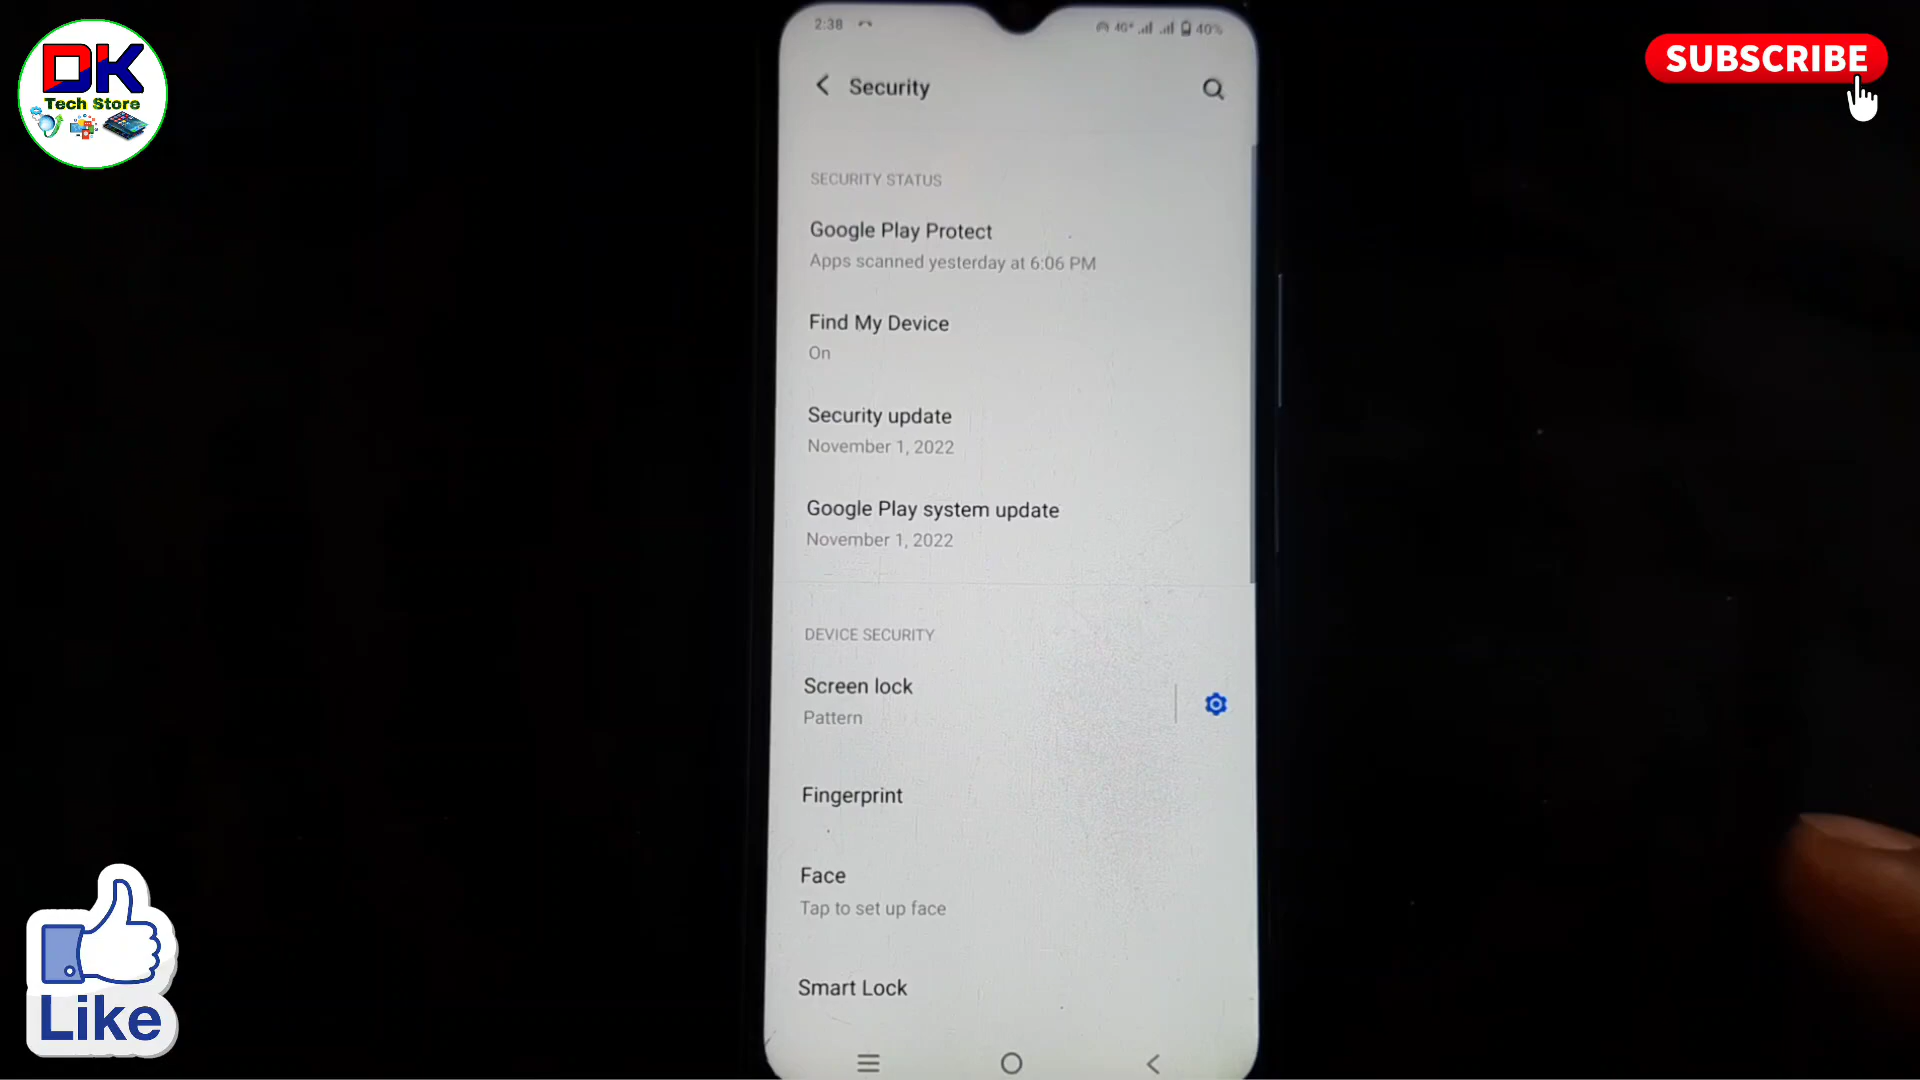 DK
Tech Store
SUBSCRIBE
2:38
4G+
40%
Security
SECURITY STATUS
Google Play Protect
Apps scanned yesterday at 6:06 PM
Find My Device
On
Security update
November 1, 2022
Google Play system update
November 1, 2022
DEVICE SECURITY
Screen lock
Pattern
Fingerprint
Face
Tap to set up face
Smart Lock
Like